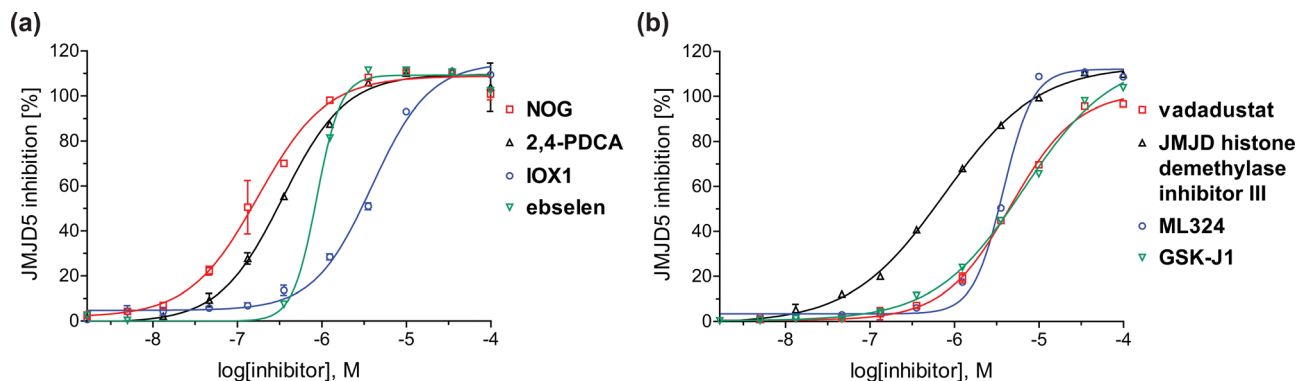 (a)
JMJD5 inhibition [%]
120
100
80
60
40
20
0
-8
-7
-6
-5
-4
log[inhibitor], M
NOG
2,4-PDCA
IOX1
ebselen
(b)
JMJD5 inhibition [%]
120
100
80
60
40
20
0
-8
-7
-6
-5
-4
log[inhibitor], M
vadadustat
JMJD histone
demethylase
inhibitor III
ML324
GSK-J1